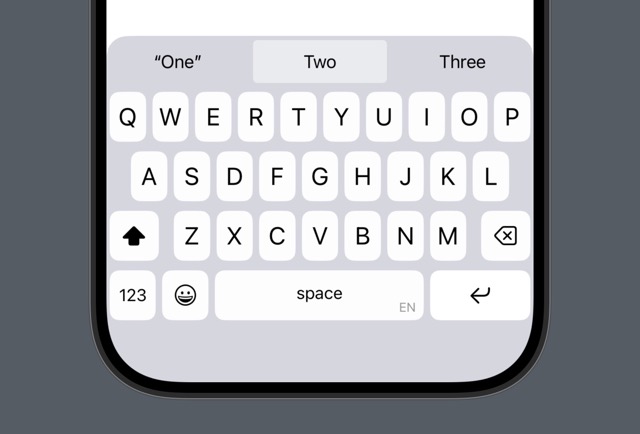 “One” Two Three
Q W E R T Y U I O P
A S D F G H J K L
Z X C V B N M
123 space EN